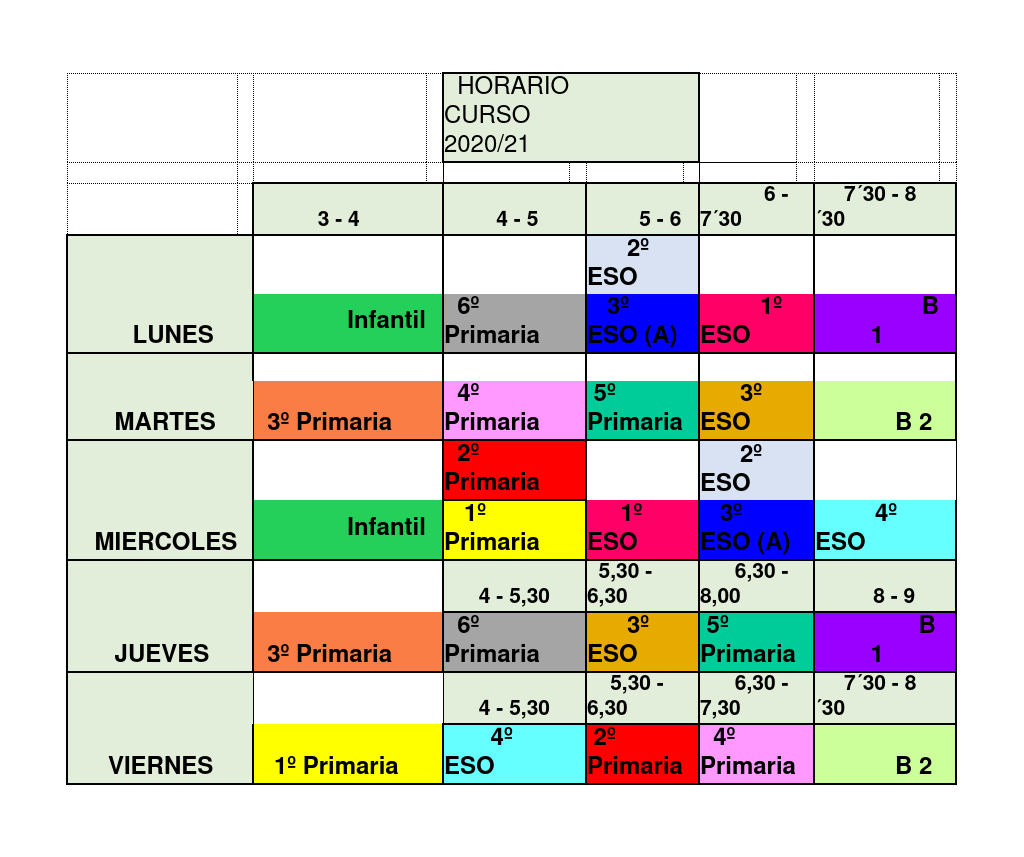 HORARIO
CURSO
2020/21
3 - 4
4 - 5
5 - 6
6 -
7´30
7´30 - 8
´30
LUNES
2º
ESO
Infantil
6º
Primaria
3º
ESO (A)
1º
ESO
B
1
MARTES
3º Primaria
4º
Primaria
5º
Primaria
3º
ESO
B 2
MIERCOLES
2º
Primaria
2º
ESO
Infantil
1º
Primaria
1º
ESO
3º
ESO (A)
4º
ESO
JUEVES
4 - 5,30
5,30 -
6,30
6,30 -
8,00
8 - 9
3º Primaria
6º
Primaria
3º
ESO
5º
Primaria
B
1
VIERNES
4 - 5,30
5,30 -
6,30
6,30 -
7,30
7´30 - 8
´30
1º Primaria
4º
ESO
2º
Primaria
4º
Primaria
B 2